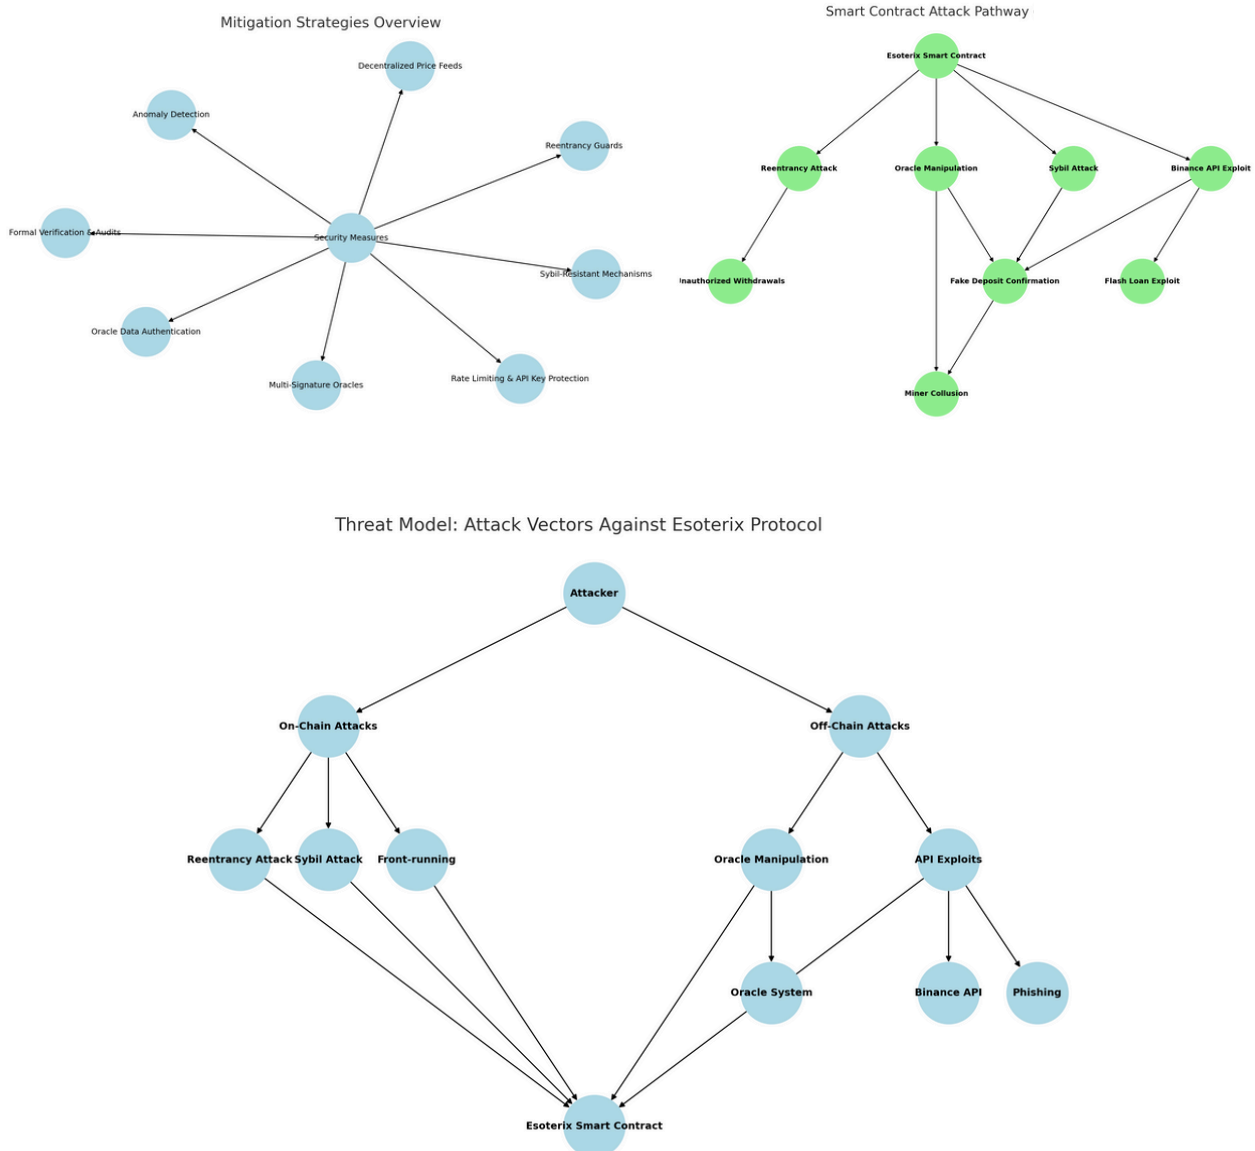 Mitigation Strategies Overview
Decentralized Price Feeds
Anomaly Detection
Reentrancy Guards
Formal Verification & Audits
Security Measures
Sybil-Resistant Mechanisms
Oracle Data Authentication
Multi-Signature Oracles
Rate Limiting & API Key Protection
Smart Contract Attack Pathway
Esoterix Smart Contract
Reentrancy Attack
Oracle Manipulation
Sybil Attack
Binance API Exploit
nauthorized Withdrawals
Fake Deposit Confirmation
Flash Loan Exploit
Miner Collusion
Threat Model: Attack Vectors Against Esoterix Protocol
Attacker
On-Chain Attacks
Off-Chain Attacks
Reentrancy Attack
Sybil Attack
Front-running
Oracle Manipulation
API Exploits
Oracle System
Binance API
Phishing
Esoterix Smart Contract